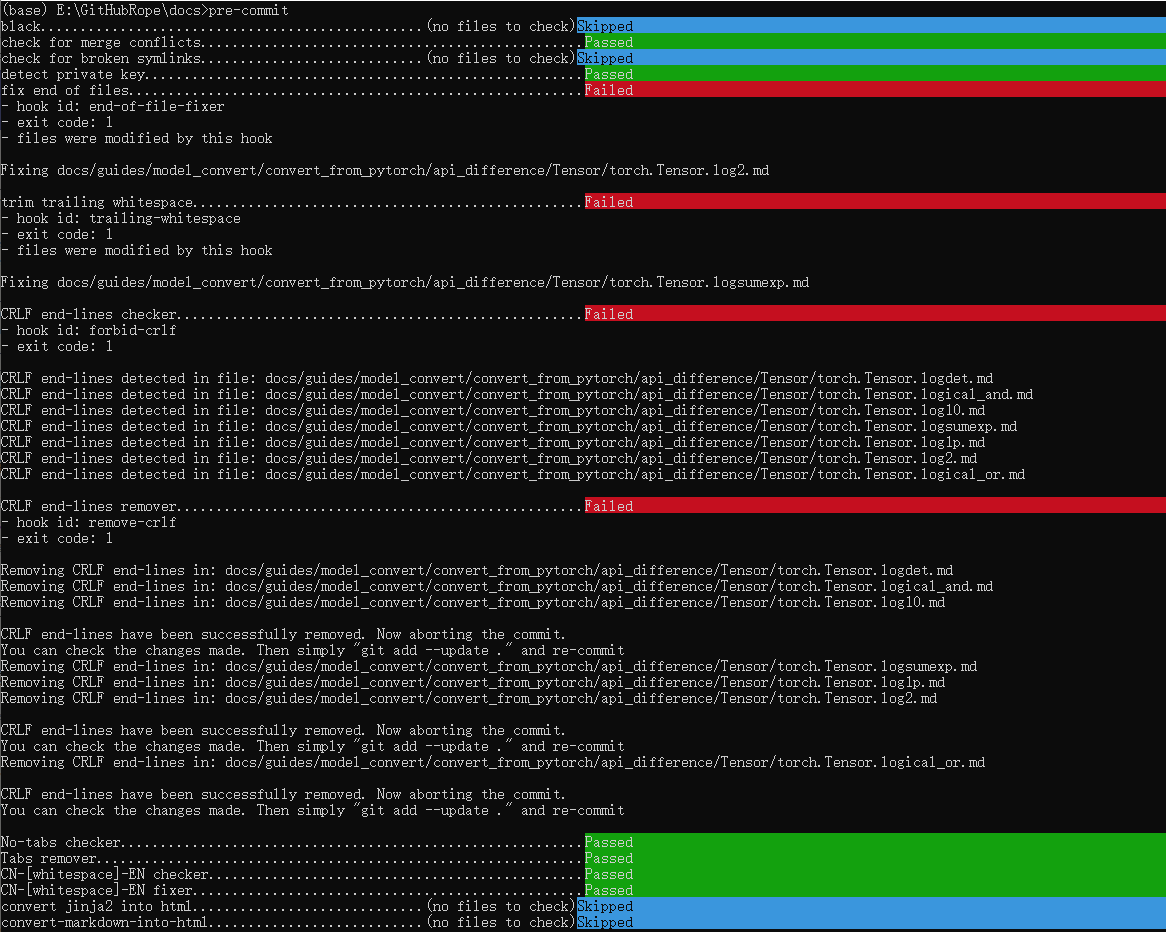 (base) E:\GitHubRope\docs>pre-commit
black................................................(no files to check)Skipped
check for merge conflicts................................................Passed
check for broken symlinks............................(no files to check)Skipped
detect private key.......................................................Passed
fix end of files.........................................................Failed
- hook id: end-of-file-fixer
- exit code: 1
- files were modified by this hook
Fixing docs/guides/model_convert/convert_from_pytorch/api_difference/Tensor/torch.Tensor.log2.md
trim trailing whitespace.................................................Failed
- hook id: trailing-whitespace
- exit code: 1
- files were modified by this hook
Fixing docs/guides/model_convert/convert_from_pytorch/api_difference/Tensor/torch.Tensor.logsumexp.md
CRLF end-lines checker...................................................Failed
- hook id: forbid-crlf
- exit code: 1
CRLF end-lines detected in file: docs/guides/model_convert/convert_from_pytorch/api_difference/Tensor/torch.Tensor.logdet.md
CRLF end-lines detected in file: docs/guides/model_convert/convert_from_pytorch/api_difference/Tensor/torch.Tensor.logical_and.md
CRLF end-lines detected in file: docs/guides/model_convert/convert_from_pytorch/api_difference/Tensor/torch.Tensor.log10.md
CRLF end-lines detected in file: docs/guides/model_convert/convert_from_pytorch/api_difference/Tensor/torch.Tensor.logsumexp.md
CRLF end-lines detected in file: docs/guides/model_convert/convert_from_pytorch/api_difference/Tensor/torch.Tensor.log1p.md
CRLF end-lines detected in file: docs/guides/model_convert/convert_from_pytorch/api_difference/Tensor/torch.Tensor.log2.md
CRLF end-lines detected in file: docs/guides/model_convert/convert_from_pytorch/api_difference/Tensor/torch.Tensor.logical_or.md
CRLF end-lines remover...................................................Failed
- hook id: remove-crlf
- exit code: 1
Removing CRLF end-lines in: docs/guides/model_convert/convert_from_pytorch/api_difference/Tensor/torch.Tensor.logdet.md
Removing CRLF end-lines in: docs/guides/model_convert/convert_from_pytorch/api_difference/Tensor/torch.Tensor.logical_and.md
Removing CRLF end-lines in: docs/guides/model_convert/convert_from_pytorch/api_difference/Tensor/torch.Tensor.log10.md
CRLF end-lines have been successfully removed. Now aborting the commit.
You can check the changes made. Then simply "git add --update ." and re-commit
Removing CRLF end-lines in: docs/guides/model_convert/convert_from_pytorch/api_difference/Tensor/torch.Tensor.logsumexp.md
Removing CRLF end-lines in: docs/guides/model_convert/convert_from_pytorch/api_difference/Tensor/torch.Tensor.log1p.md
Removing CRLF end-lines in: docs/guides/model_convert/convert_from_pytorch/api_difference/Tensor/torch.Tensor.log2.md
CRLF end-lines have been successfully removed. Now aborting the commit.
You can check the changes made. Then simply "git add --update ." and re-commit
Removing CRLF end-lines in: docs/guides/model_convert/convert_from_pytorch/api_difference/Tensor/torch.Tensor.logical_or.md
CRLF end-lines have been successfully removed. Now aborting the commit.
You can check the changes made. Then simply "git add --update ." and re-commit
No-tabs checker..........................................................Passed
Tabs remover.............................................................Passed
CN-[whitespace]-EN checker...............................................Passed
CN-[whitespace]-EN fixer.................................................Passed
convert jinja2 into html.............................(no files to check)Skipped
convert-markdown-into-html...........................(no files to check)Skipped